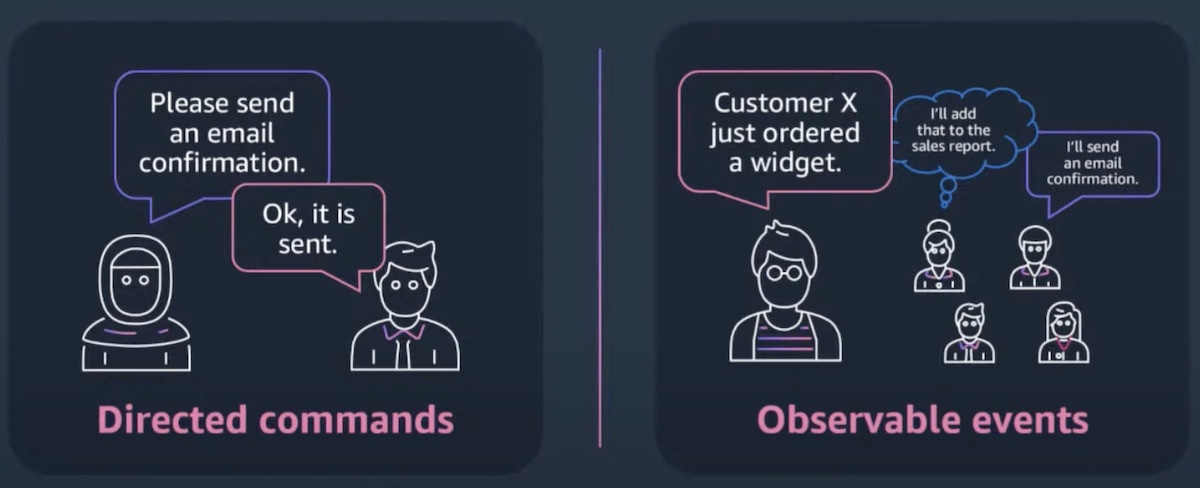 Please send
an email
confirmation.
Ok, it is
sent.
Directed commands
Customer X
just ordered
a widget.
I'll add
that to the
sales report.
I'll send
an email
confirmation.
Observable events